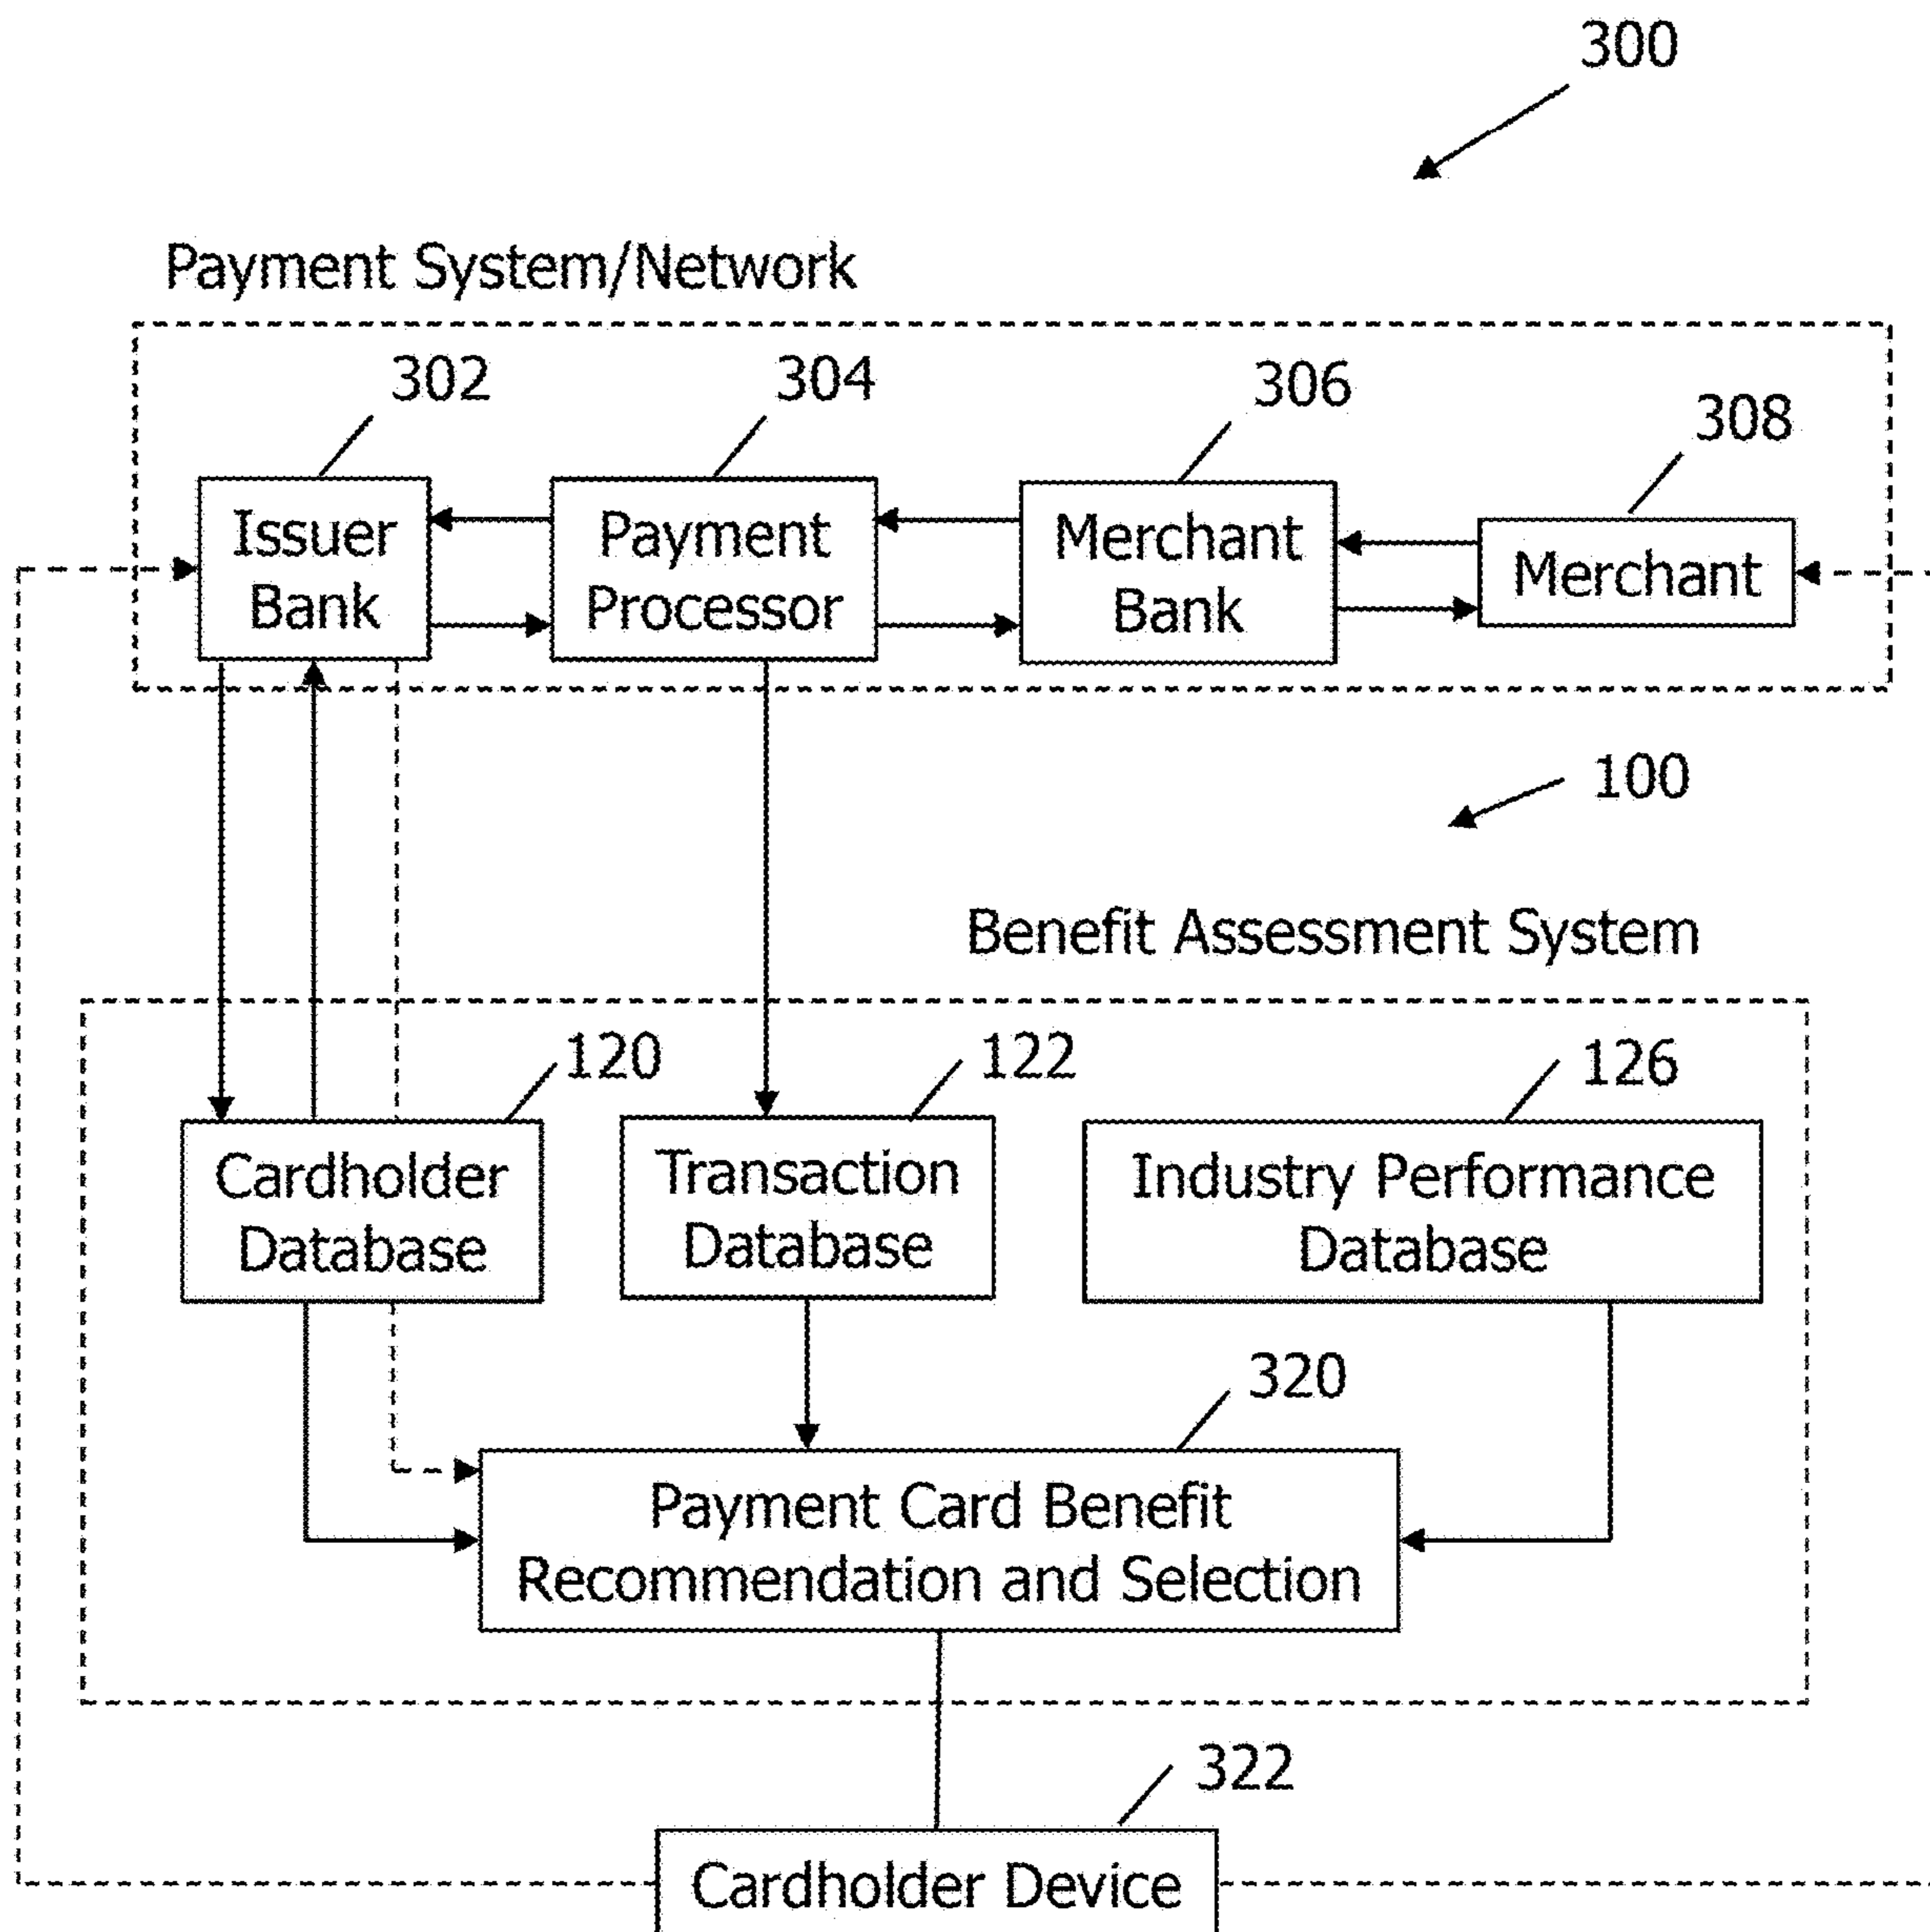 300
Payment System/Network
302
304
306
308
Issuer
Bank
Payment
Processor
Merchant
Bank
Merchant
100
Benefit Assessment System
120
122
126
Cardholder
Database
Transaction
Database
Industry Performance
Database
320
Payment Card Benefit
Recommendation and Selection
322
Cardholder Device